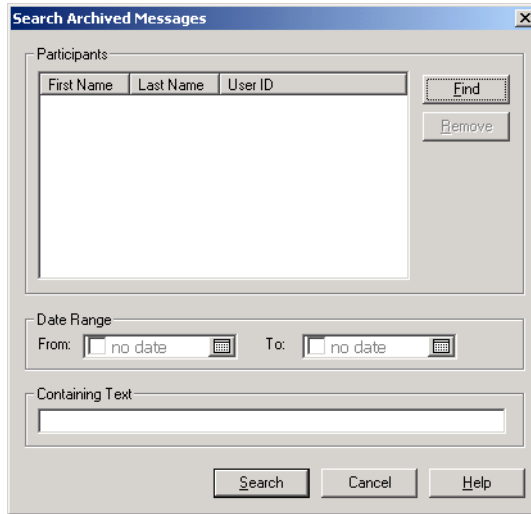 Search Archived Messages
Participants
First Name Last Name User ID
Find
Remove
Date Range
From: no date To: no date
Containing Text
Search Cancel Help